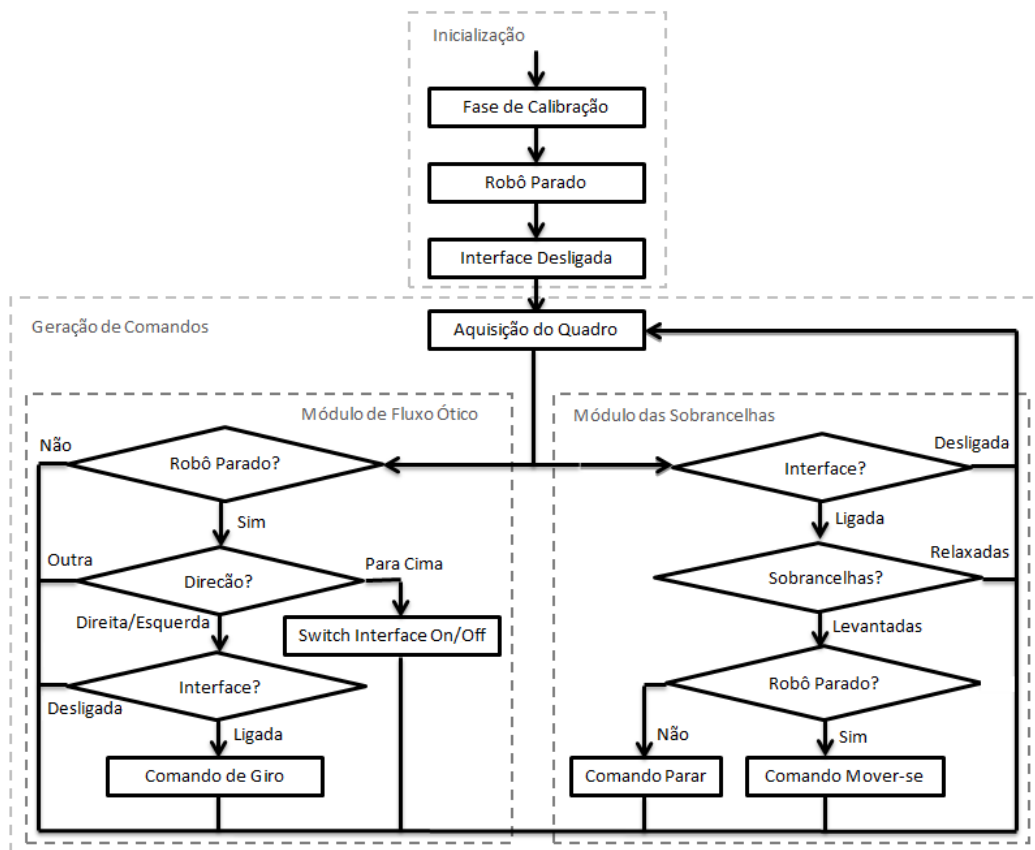 Inicialização
Fase de Calibração
Robô Parado
Interface Desligada
Geração de Comandos
Aquisição do Quadro
Módulo de Fluxo Ótico
Não
Robô Parado?
Sim
Outra
Direcão?
Para Cima
Direita/Esquerda
Switch Interface On/Off
Interface?
Desligada
Ligada
Comando de Giro
Módulo das Sobrancelhas
Desligada
Interface?
Ligada
Relaxadas
Sobrancelhas?
Levantadas
Robô Parado?
Não
Sim
Comando Parar
Comando Mover-se